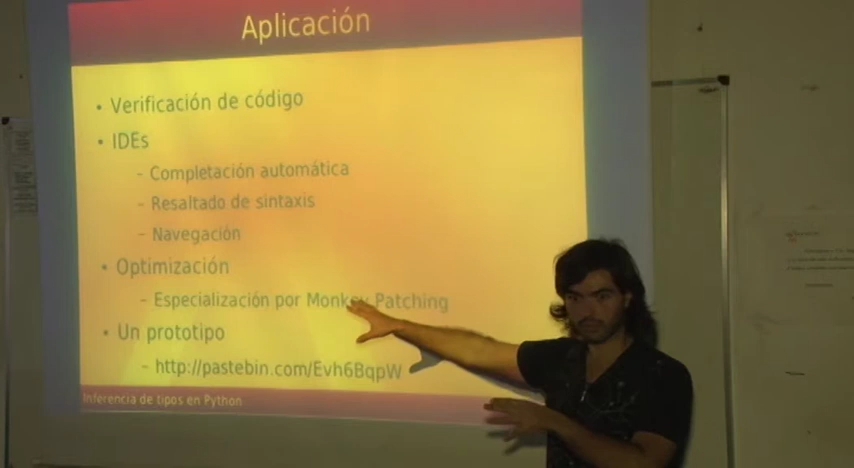 Aplicación
• Verificación de código
• IDEs
– Completación automática
– Resaltado de sintaxis
– Navegación
• Optimización
– Especialización por Monkey Patching
• Un prototipo
– http://pastebin.com/Evh6BqpW
Inferencia de tipos en Python